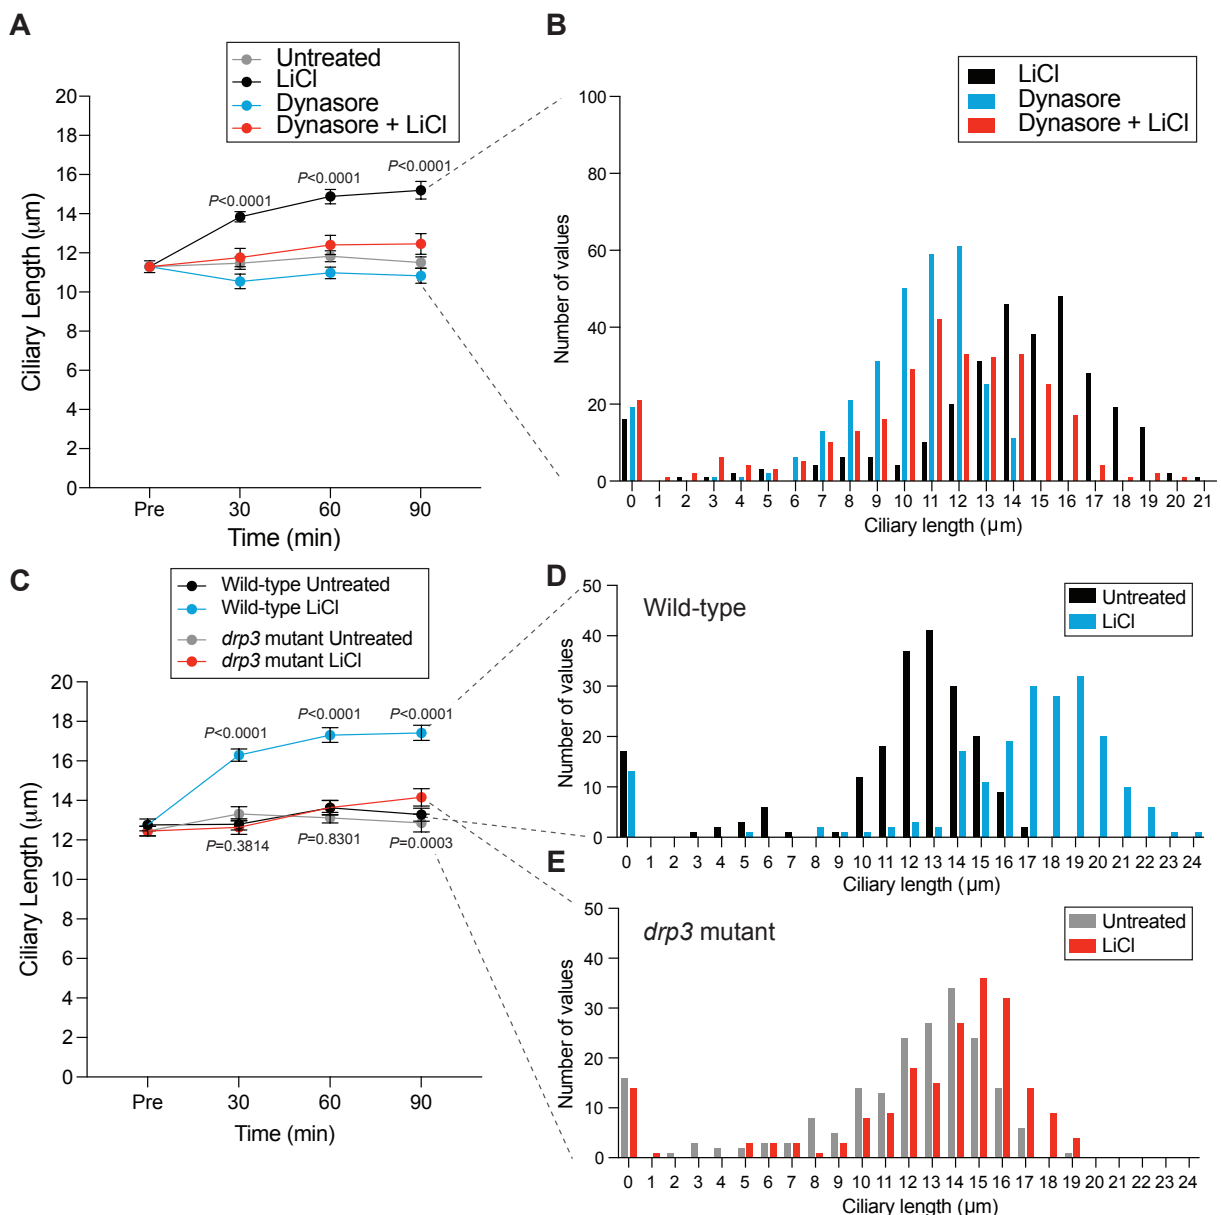 A
Untreated
LiCl
Dynasore
Dynasore + LiCl
20
18
16
14
12
10
8
6
4
2
0
Ciliary Length (μm)
P<0.0001
P<0.0001
P<0.0001
Pre 30 60 90
Time (min)
B
LiCl
Dynasore
Dynasore + LiCl
100
80
60
40
20
0
Number of values
0 1 2 3 4 5 6 7 8 9 10 11 12 13 14 15 16 17 18 19 20 21
Ciliary length (μm)
C
Wild-type Untreated
Wild-type LiCl
drp3 mutant Untreated
drp3 mutant LiCl
20
18
16
14
12
10
8
6
4
2
0
Ciliary Length (μm)
P<0.0001
P<0.0001
P<0.0001
P=0.3814
P=0.8301
P=0.0003
Pre 30 60 90
Time (min)
D
Wild-type
Untreated
LiCl
50
40
30
20
10
0
Number of values
0 1 2 3 4 5 6 7 8 9 10 11 12 13 14 15 16 17 18 19 20 21 22 23 24
Ciliary length (μm)
E
drp3 mutant
Untreated
LiCl
50
40
30
20
10
0
Number of values
0 1 2 3 4 5 6 7 8 9 10 11 12 13 14 15 16 17 18 19 20 21 22 23 24
Ciliary length (μm)